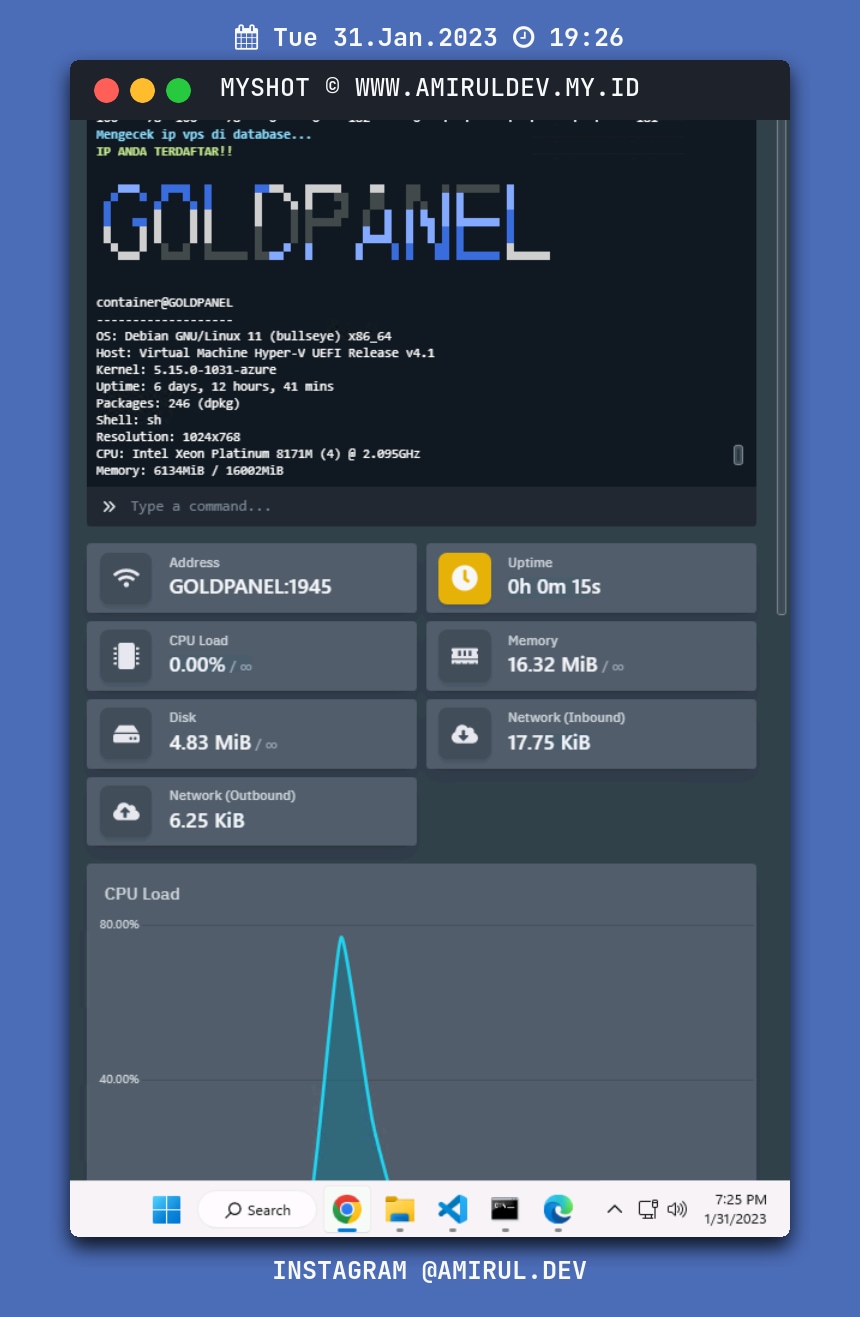 Tue 31.Jan.2023 19:26
MYSHOT © WWW.AMIRULDEV.MY.ID
Mengecek ip vps di database...
IP ANDA TERDAFTAR!!
GOLDPANEL
container@GOLDPANEL
-------------------
OS: Debian GNU/Linux 11 (bullseye) x86_64
Host: Virtual Machine Hyper-V UEFI Release v4.1
Kernel: 5.15.0-1031-azure
Uptime: 6 days, 12 hours, 41 mins
Packages: 246 (dpkg)
Shell: sh
Resolution: 1024x768
CPU: Intel Xeon Platinum 8171M (4) @ 2.095GHz
Memory: 6134MiB / 16002MiB
» Type a command...
Address
GOLDPANEL:1945
Uptime
0h 0m 15s
CPU Load
0.00% / ∞
Memory
16.32 MiB / ∞
Disk
4.83 MiB / ∞
Network (Inbound)
17.75 KiB
Network (Outbound)
6.25 KiB
CPU Load
80.00%
40.00%
Search
7:25 PM
1/31/2023
INSTAGRAM @AMIRUL.DEV